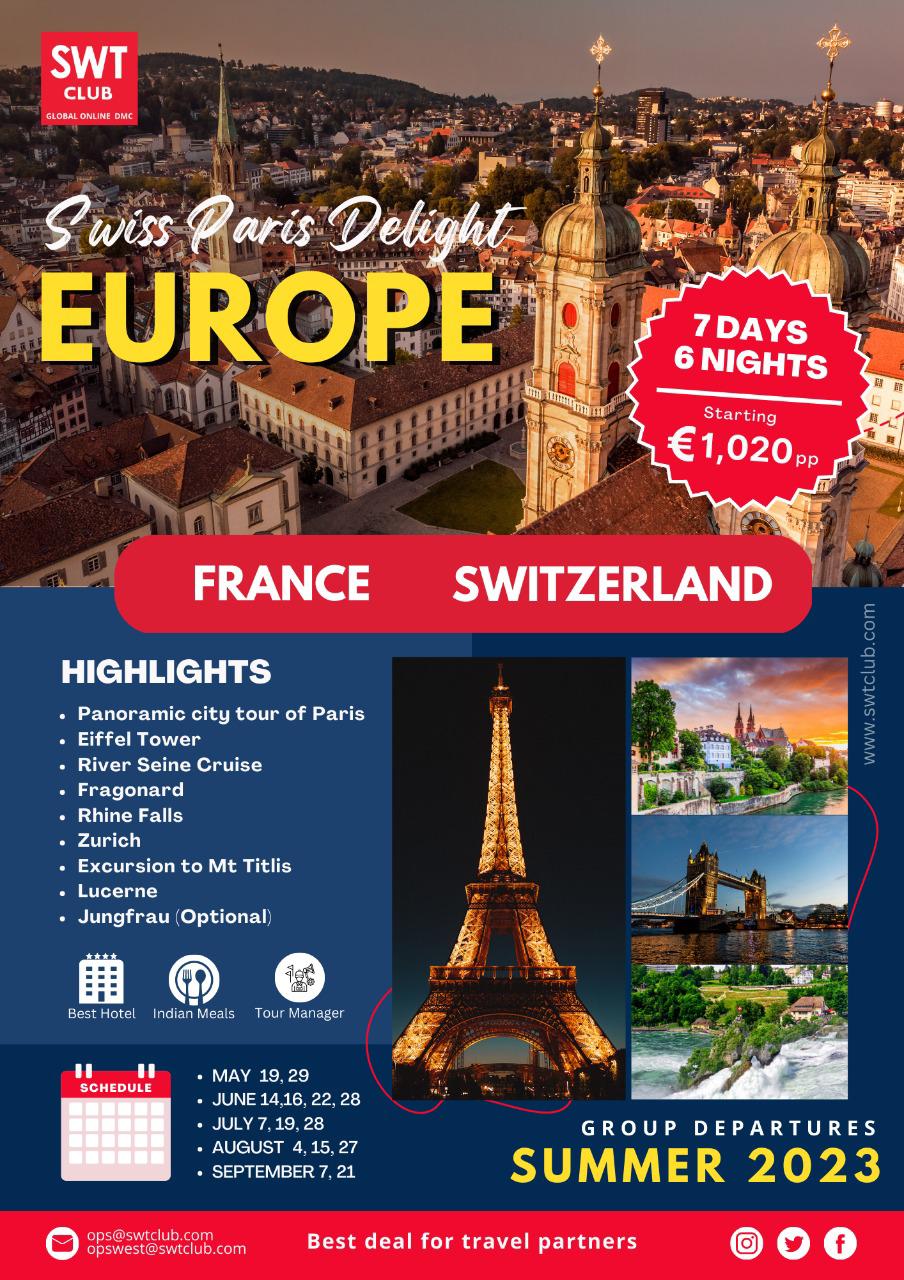 SWT
CLUB
GLOBAL ONLINE DMC
Swiss Paris Delight
EUROPE
7 DAYS
6 NIGHTS
Starting
€1,020pp
FRANCE SWITZERLAND
www.swtclub.com
HIGHLIGHTS
• Panoramic city tour of Paris
• Eiffel Tower
• River Seine Cruise
• Fragonard
• Rhine Falls
• Zurich
• Excursion to Mt Titlis
• Lucerne
• Jungfrau (Optional)
Best Hotel Indian Meals Tour Manager
SCHEDULE
• MAY 19, 29
• JUNE 14,16, 22, 28
• JULY 7, 19, 28
• AUGUST 4, 15, 27
• SEPTEMBER 7, 21
GROUP DEPARTURES
SUMMER 2023
ops@swtclub.com
opswest@swtclub.com
Best deal for travel partners